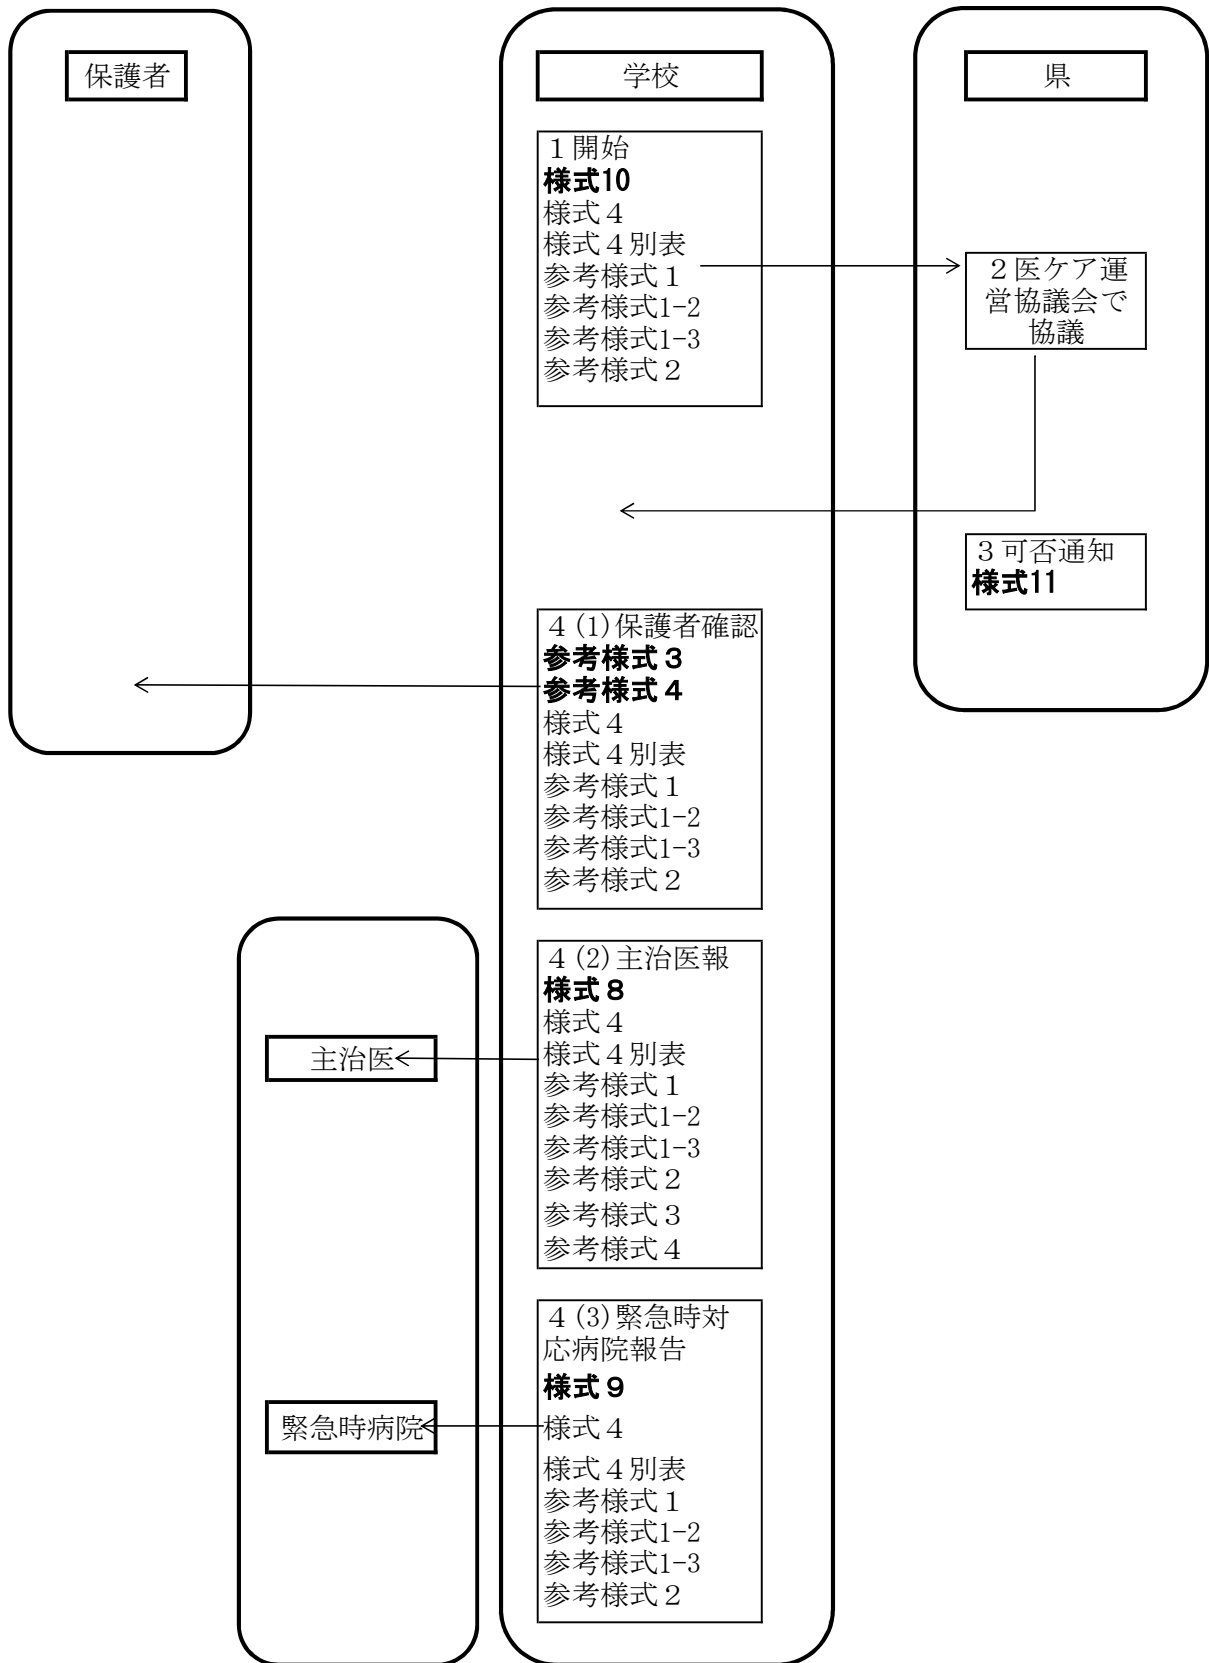 保護者
学校
県
１開始
様式10
様式４
様式４別表
参考様式１
参考様式1-2
参考様式1-3
参考様式２
２医ケア運
営協議会で
協議
３可否通知
様式11
４(1)保護者確認
参考様式３
参考様式４
様式４
様式４別表
参考様式１
参考様式1-2
参考様式1-3
参考様式２
４(2)主治医報
様式８
様式４
様式４別表
参考様式１
参考様式1-2
参考様式1-3
参考様式２
参考様式３
参考様式４
主治医
４(3)緊急時対
応病院報告
様式９
様式４
様式４別表
参考様式１
参考様式1-2
参考様式1-3
参考様式２
緊急時病院